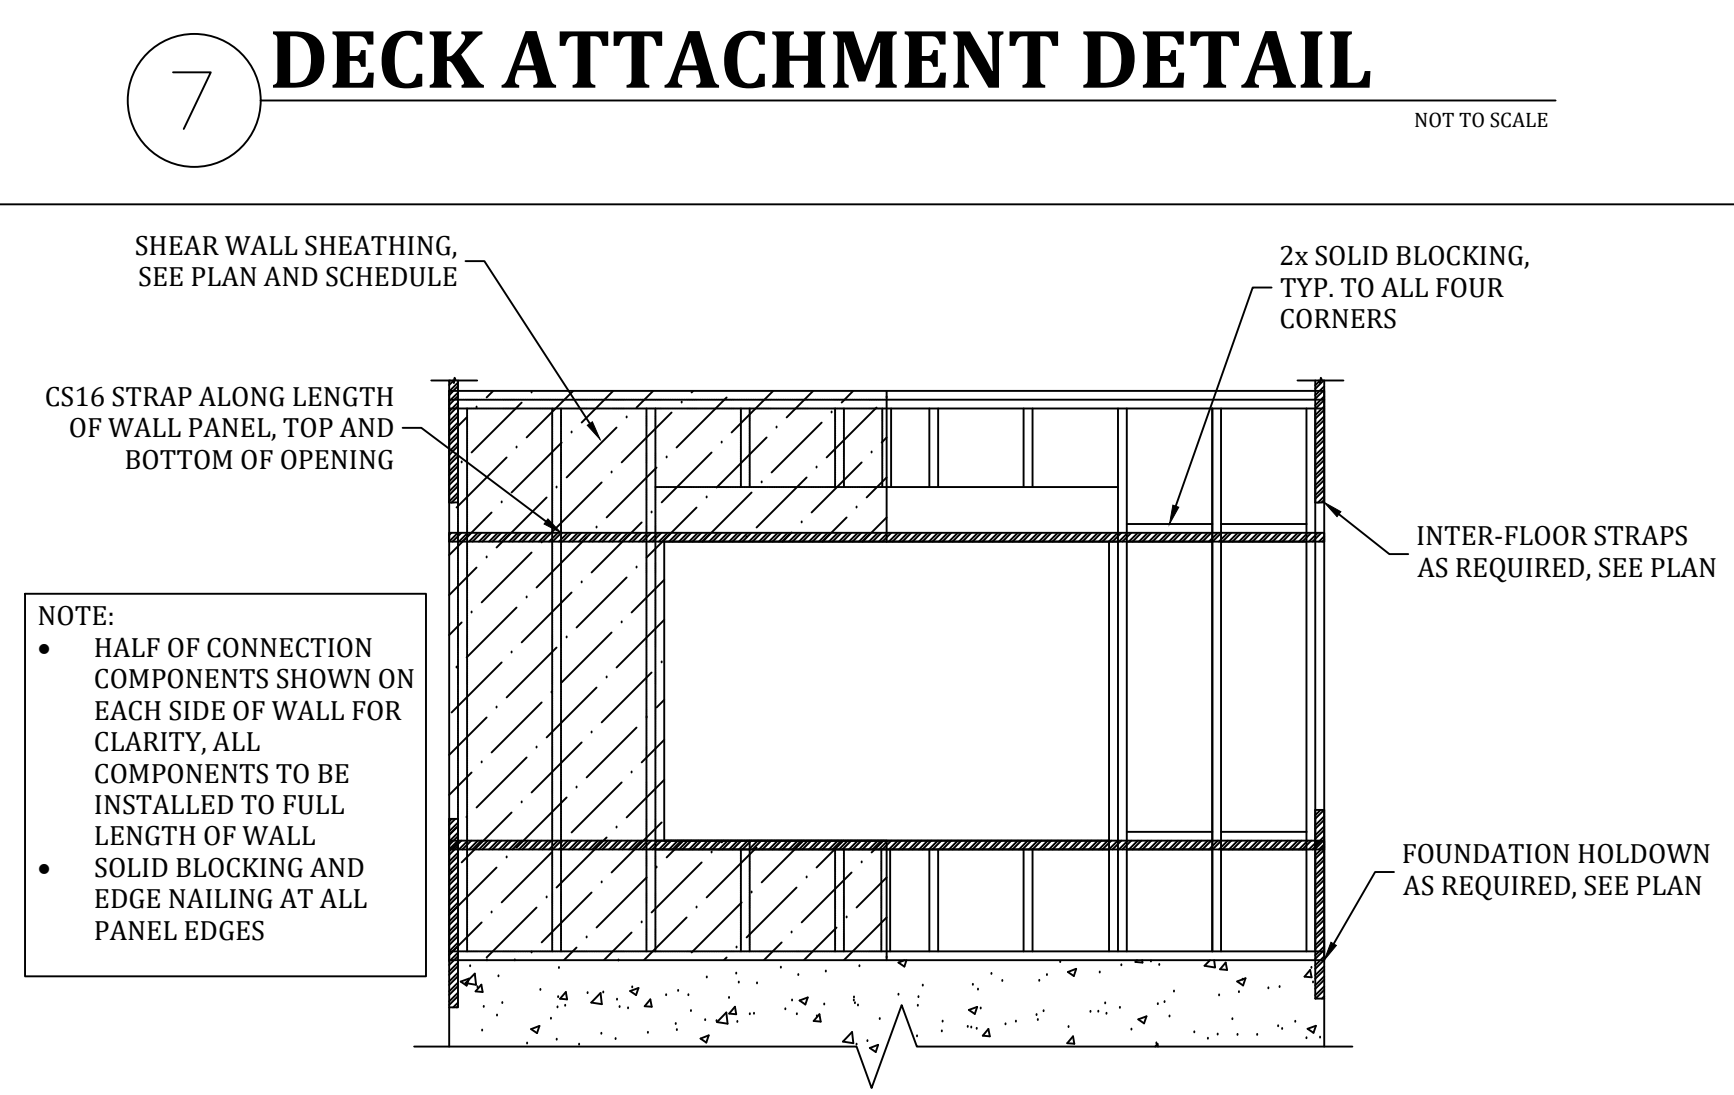 7
DECK ATTACHMENT DETAIL
NOT TO SCALE
SHEAR WALL SHEATHING,
SEE PLAN AND SCHEDULE
2x SOLID BLOCKING,
TYP. TO ALL FOUR
CORNERS
CS16 STRAP ALONG LENGTH
OF WALL PANEL, TOP AND
BOTTOM OF OPENING
INTER-FLOOR STRAPS
AS REQUIRED, SEE PLAN
NOTE:
• HALF OF CONNECTION
COMPONENTS SHOWN ON
EACH SIDE OF WALL FOR
CLARITY, ALL
COMPONENTS TO BE
INSTALLED TO FULL
LENGTH OF WALL
• SOLID BLOCKING AND
EDGE NAILING AT ALL
PANEL EDGES
FOUNDATION HOLDOWN
AS REQUIRED, SEE PLAN